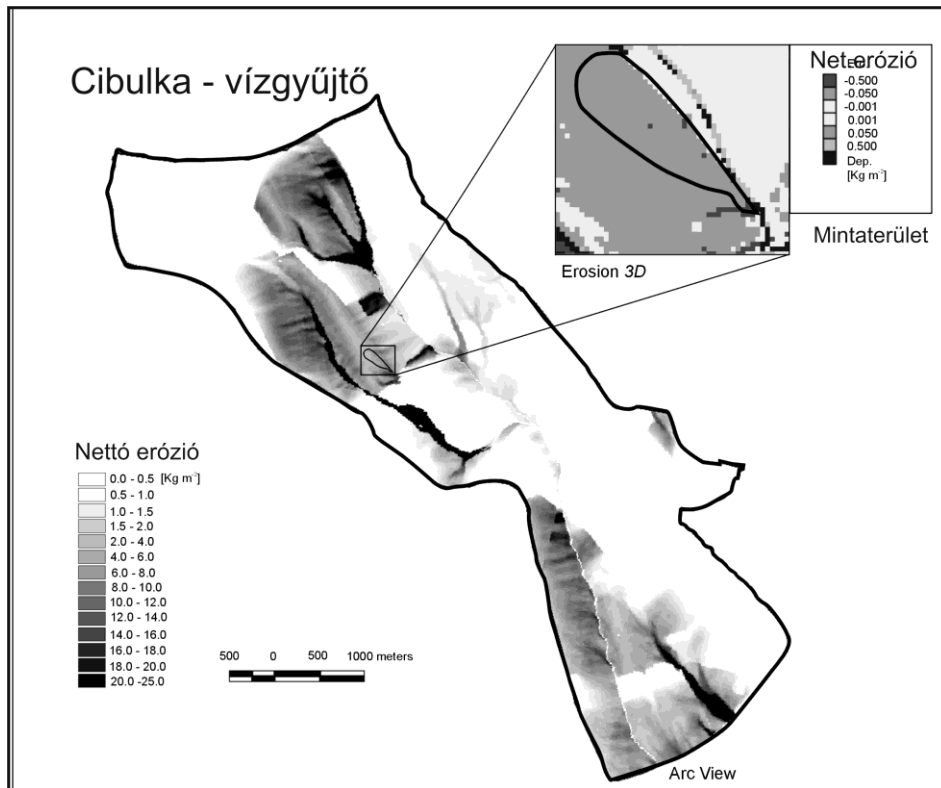 Cibulka - vízgyűjtő
Net erózió
-0.500
-0.050
-0.001
0.001
0.050
0.500
Dep.
[Kg m⁻²]
Mintaterület
Erosion 3D
Nettó erózió
0.0 - 0.5 [Kg m⁻²]
0.5 - 1.0
1.0 - 1.5
1.5 - 2.0
2.0 - 4.0
4.0 - 6.0
6.0 - 8.0
8.0 - 10.0
10.0 - 12.0
12.0 - 14.0
14.0 - 16.0
16.0 - 18.0
18.0 - 20.0
20.0 -25.0
500 0 500 1000 meters
Arc View